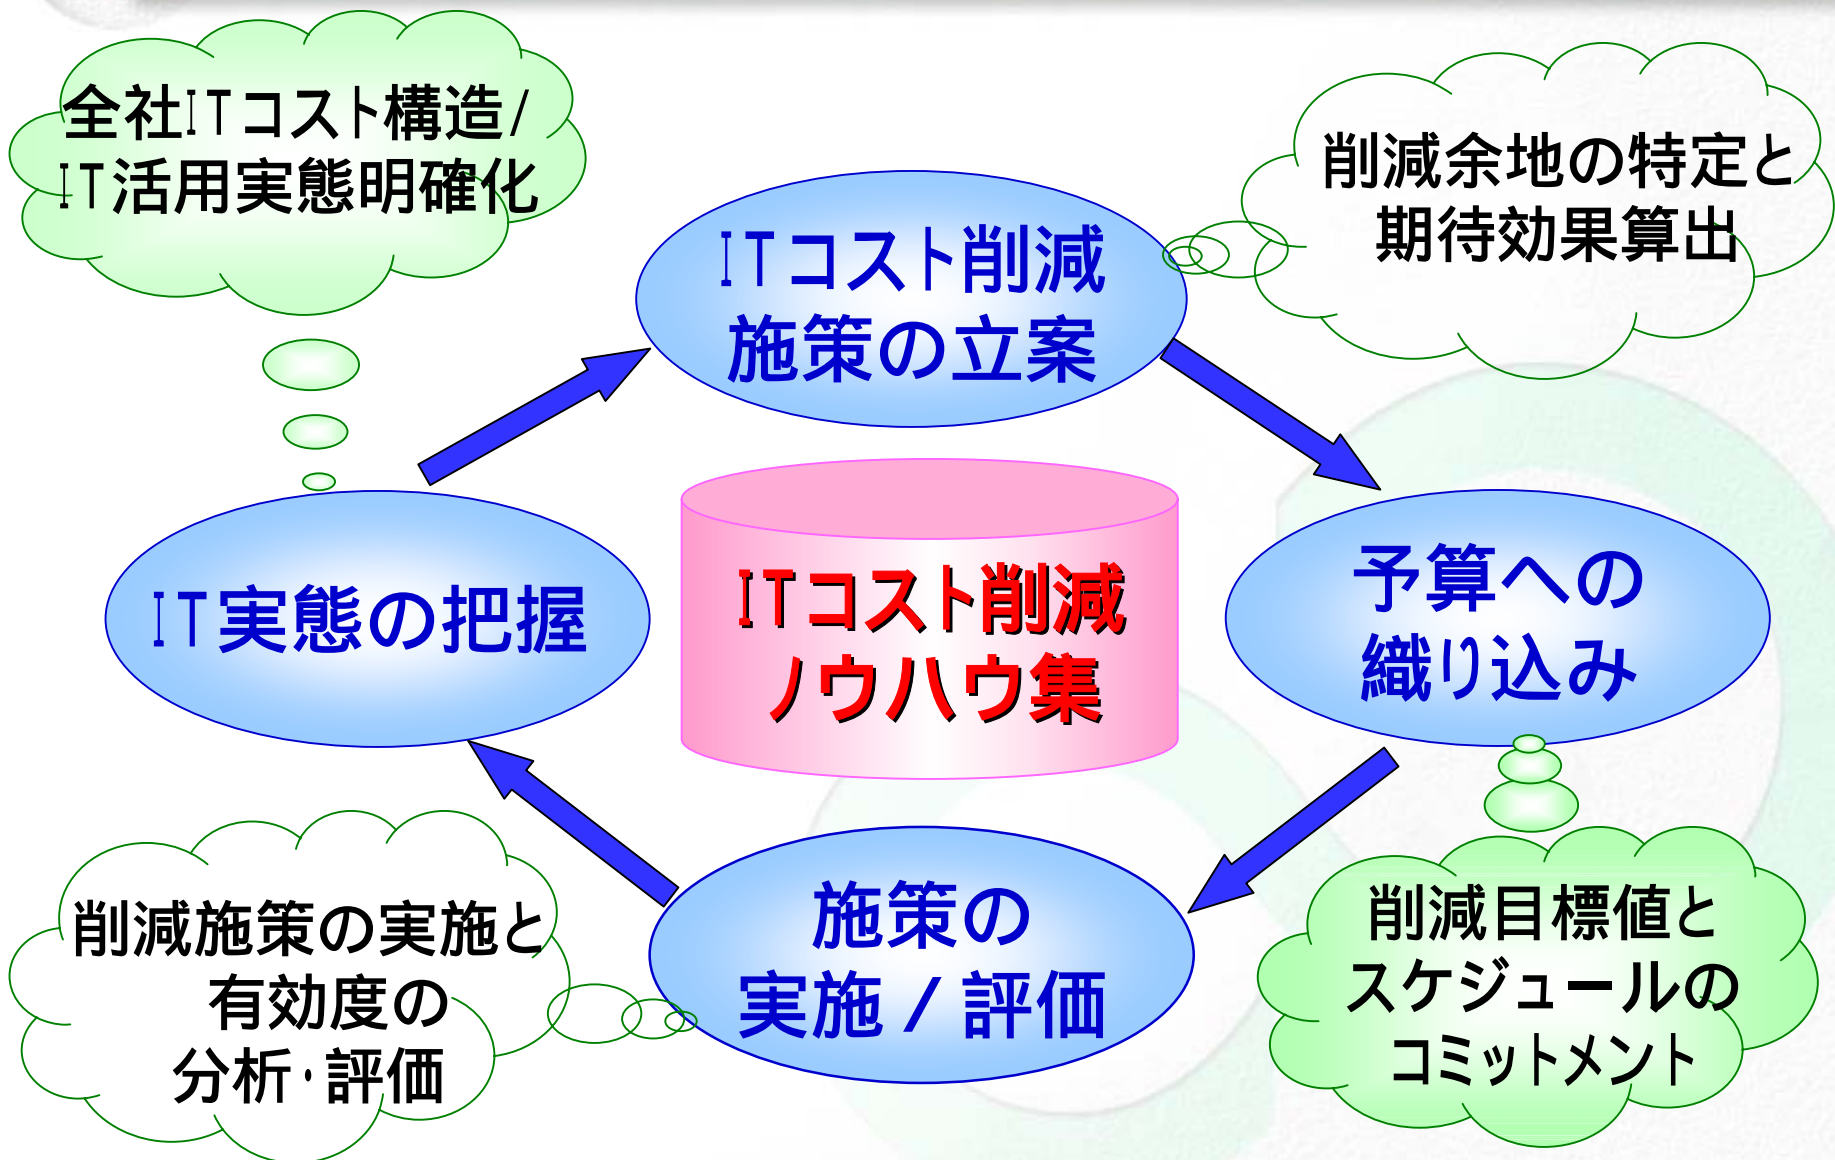 全社ITコスト構造/
IT活用実態明確化
削減余地の特定と
期待効果算出
ITコスト削減
施策の立案
IT実態の把握
ITコスト削減
ノウハウ集
予算への
織り込み
施策の
実施/評価
削減施策の実施と
有効度の
分析・評価
削減目標値と
スケジュールの
コミットメント